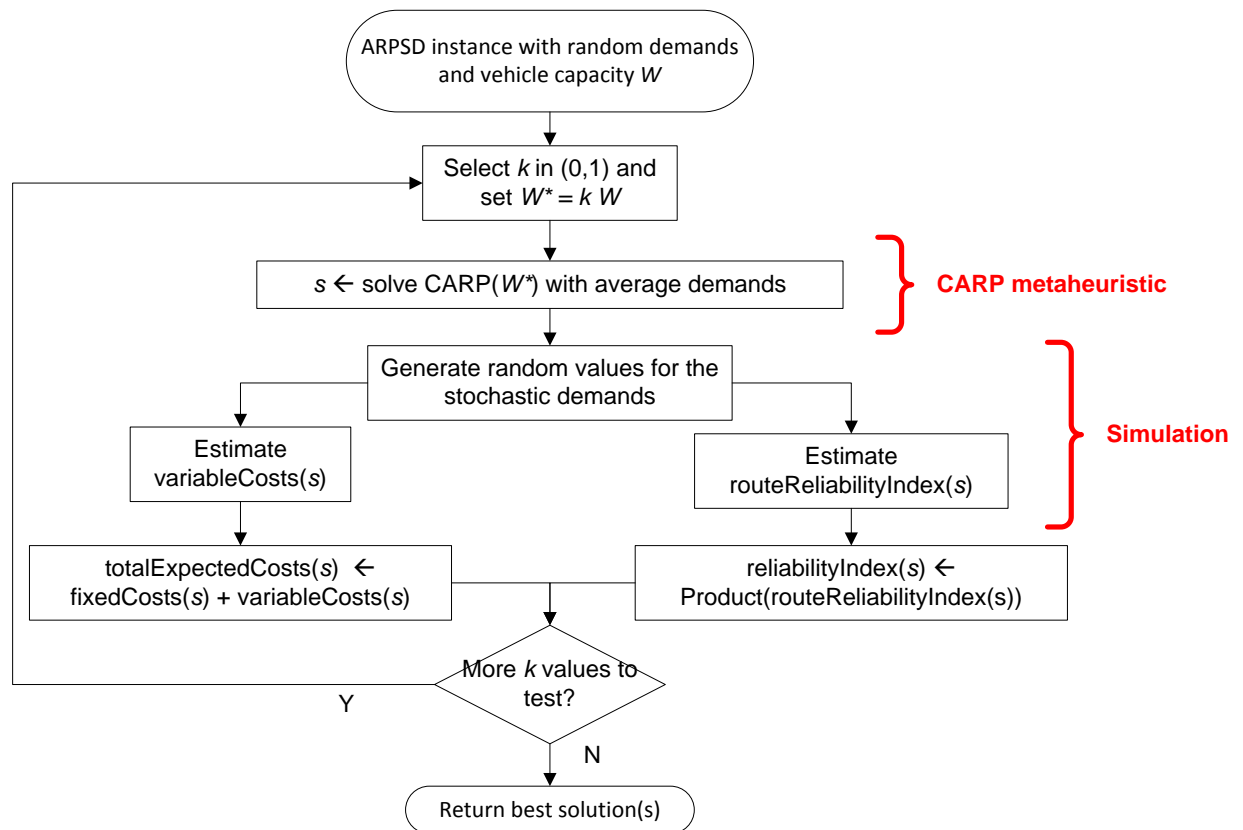 ARPSD instance with random demands
and vehicle capacity W
Select k in (0,1) and
set W* = k W
s ← solve CARP(W*) with average demands
CARP metaheuristic
Generate random values for the
stochastic demands
Simulation
Estimate
variableCosts(s)
Estimate
routeReliabilityIndex(s)
totalExpectedCosts(s) ←
fixedCosts(s) + variableCosts(s)
reliabilityIndex(s) ←
Product(routeReliabilityIndex(s))
More k values to
test?
Y
N
Return best solution(s)